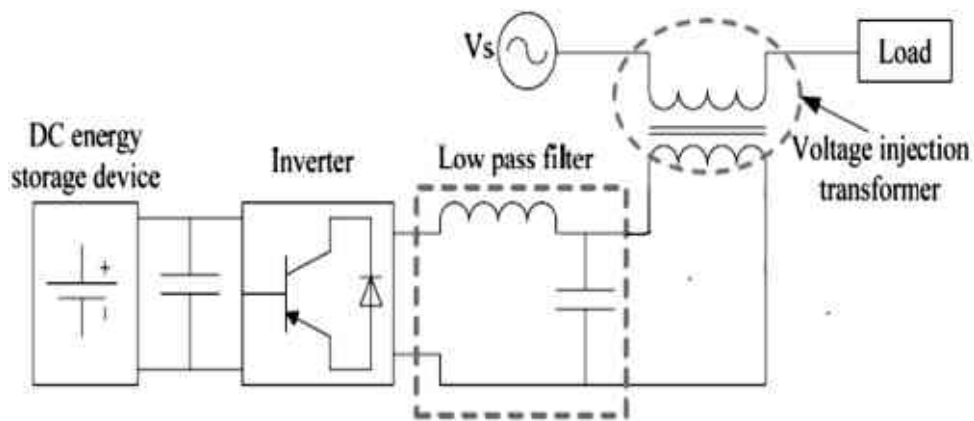 Vs
Load
DC energy
storage device
Inverter
Low pass filter
Voltage injection
transformer
+
-